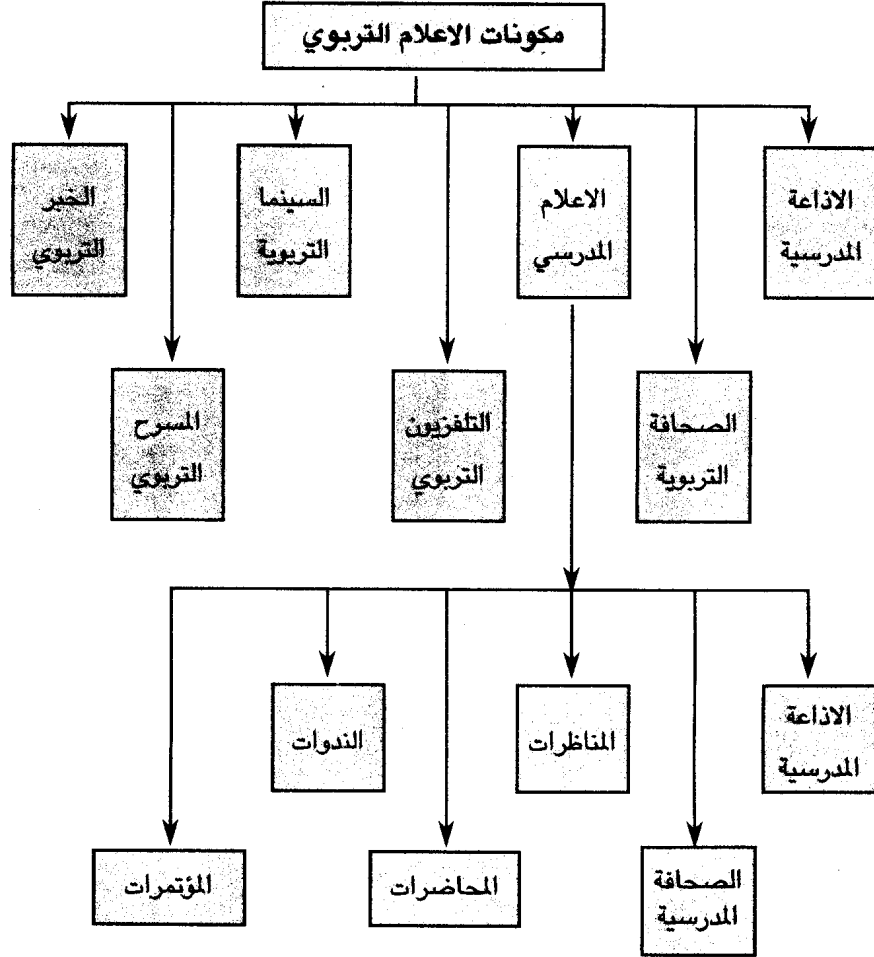 مكونات الاعلام التربوي
الاذاعة
المدرسية
الاعلام
المدرسي
السينما
التربوية
الخبر
التربوي
الصحافة
التربوية
التلفزيون
التربوي
المسرح
التربوي
الاذاعة
المدرسية
المناظرات
الندوات
الصحافة
المدرسية
المحاضرات
المؤتمرات